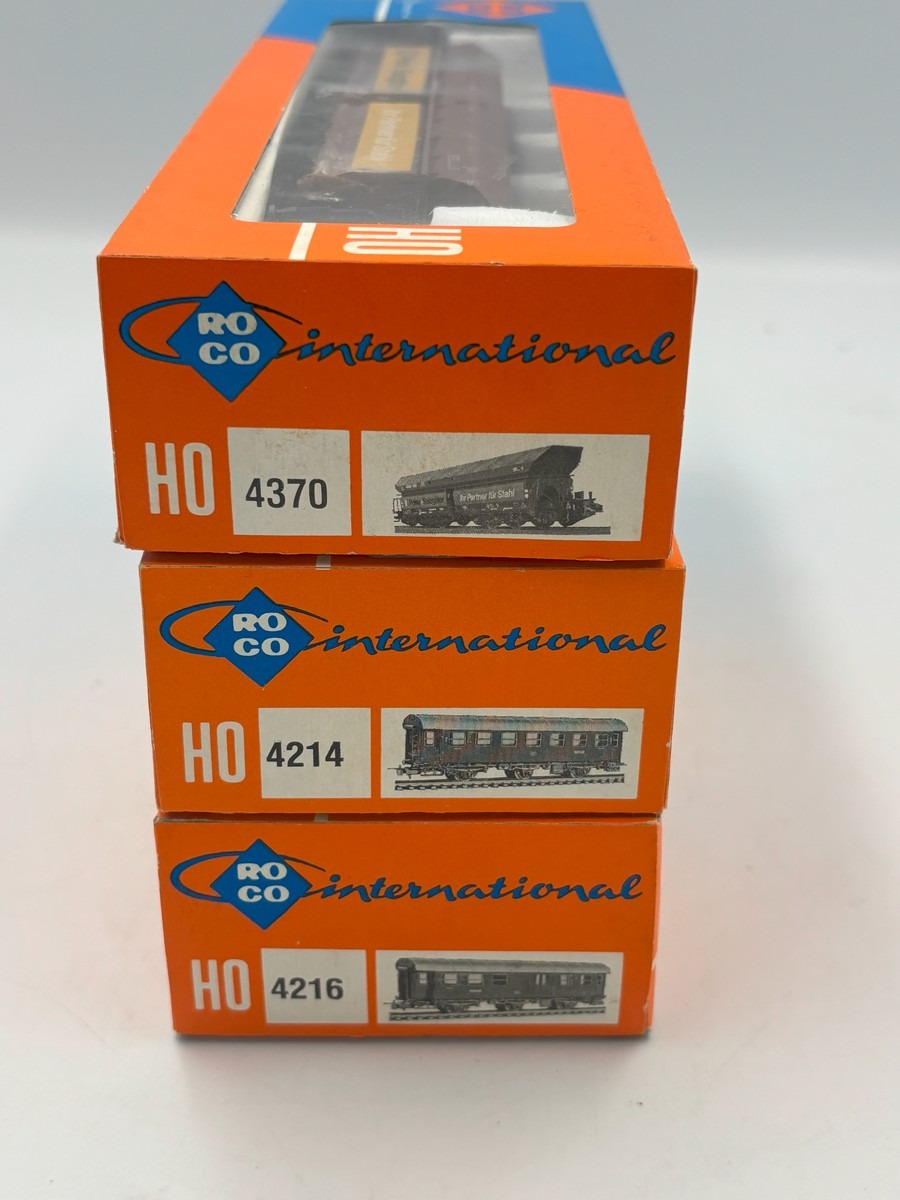 HO
RO
CO
international
HO
4370
Ihr Partner für Stahl
RO
CO
international
HO
4214
RO
CO
international
HO
4216